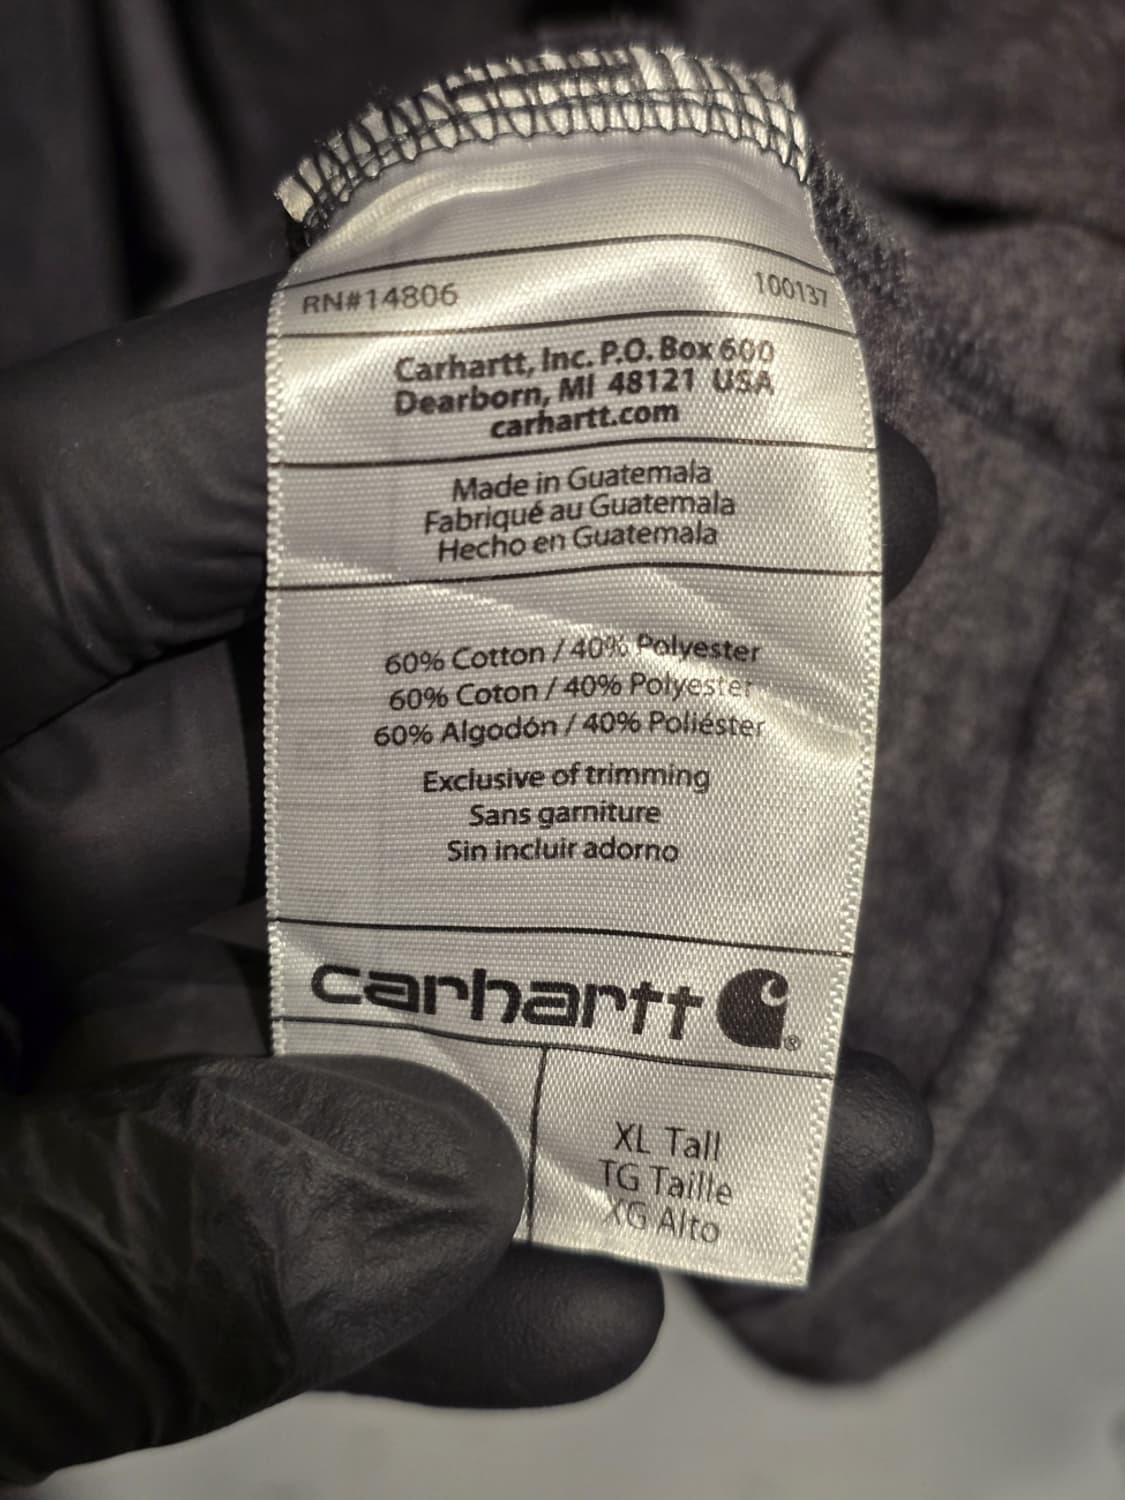 RN#14806 100137
Carhartt, Inc. P.O. Box 600
Dearborn, MI 48121 USA
carhartt.com
Made in Guatemala
Fabriqué au Guatemala
Hecho en Guatemala
60% Cotton / 40% Polyester
60% Coton / 40% Polyester
60% Algodón / 40% Poliéster
Exclusive of trimming
Sans garniture
Sin incluir adorno
carhartt ®
XL Tall
TG Taille
XG Alto